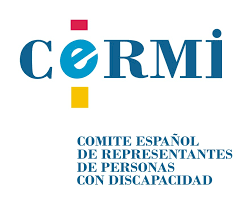 CeRMi
COMITE ESPAÑOL
DE REPRESENTANTES
DE PERSONAS
CON DISCAPACIDAD